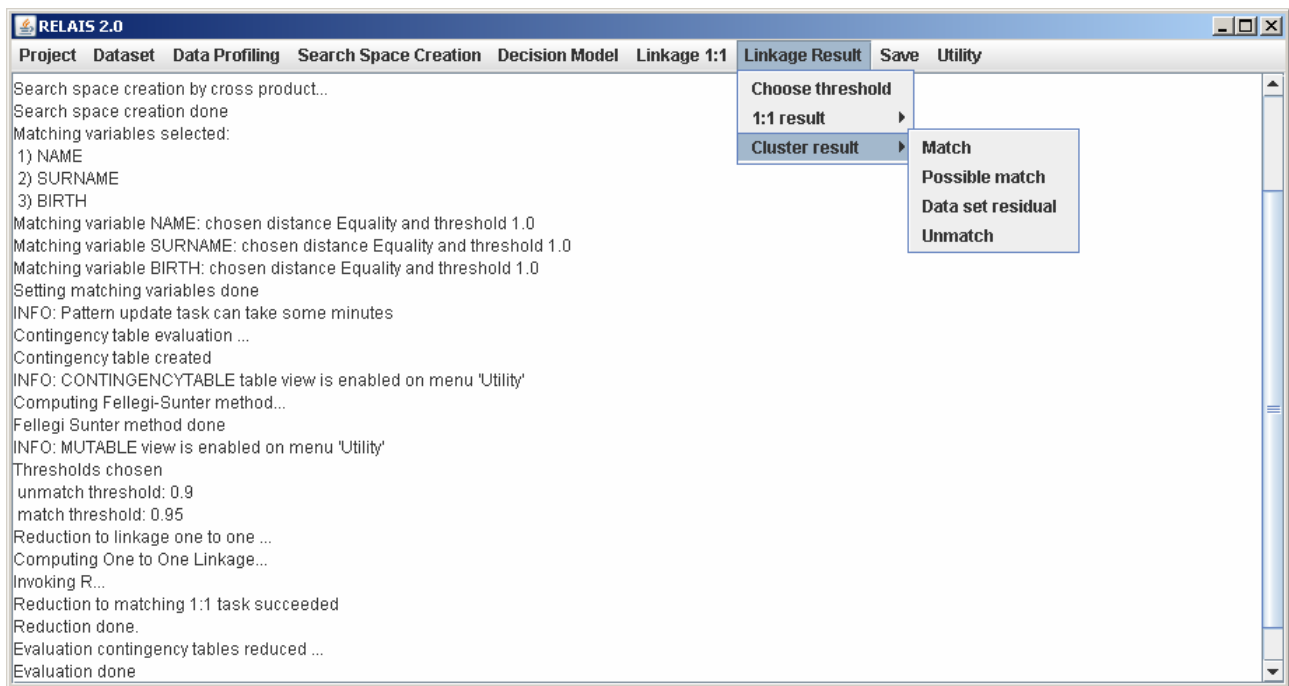 RELAIS 2.0
Project Dataset Data Profiling Search Space Creation Decision Model Linkage 1:1 Linkage Result Save Utility
Choose threshold
1:1 result
Cluster result
Match
Possible match
Data set residual
Unmatch
Search space creation by cross product...
Search space creation done
Matching variables selected:
1) NAME
2) SURNAME
3) BIRTH
Matching variable NAME: chosen distance Equality and threshold 1.0
Matching variable SURNAME: chosen distance Equality and threshold 1.0
Matching variable BIRTH: chosen distance Equality and threshold 1.0
Setting matching variables done
INFO: Pattern update task can take some minutes
Contingency table evaluation ...
Contingency table created
INFO: CONTINGENCYTABLE table view is enabled on menu 'Utility'
Computing Fellegi-Sunter method...
Fellegi Sunter method done
INFO: MUTABLE view is enabled on menu 'Utility'
Thresholds chosen
unmatch threshold: 0.9
match threshold: 0.95
Reduction to linkage one to one ...
Computing One to One Linkage...
Invoking R...
Reduction to matching 1:1 task succeeded
Reduction done.
Evaluation contingency tables reduced ...
Evaluation done